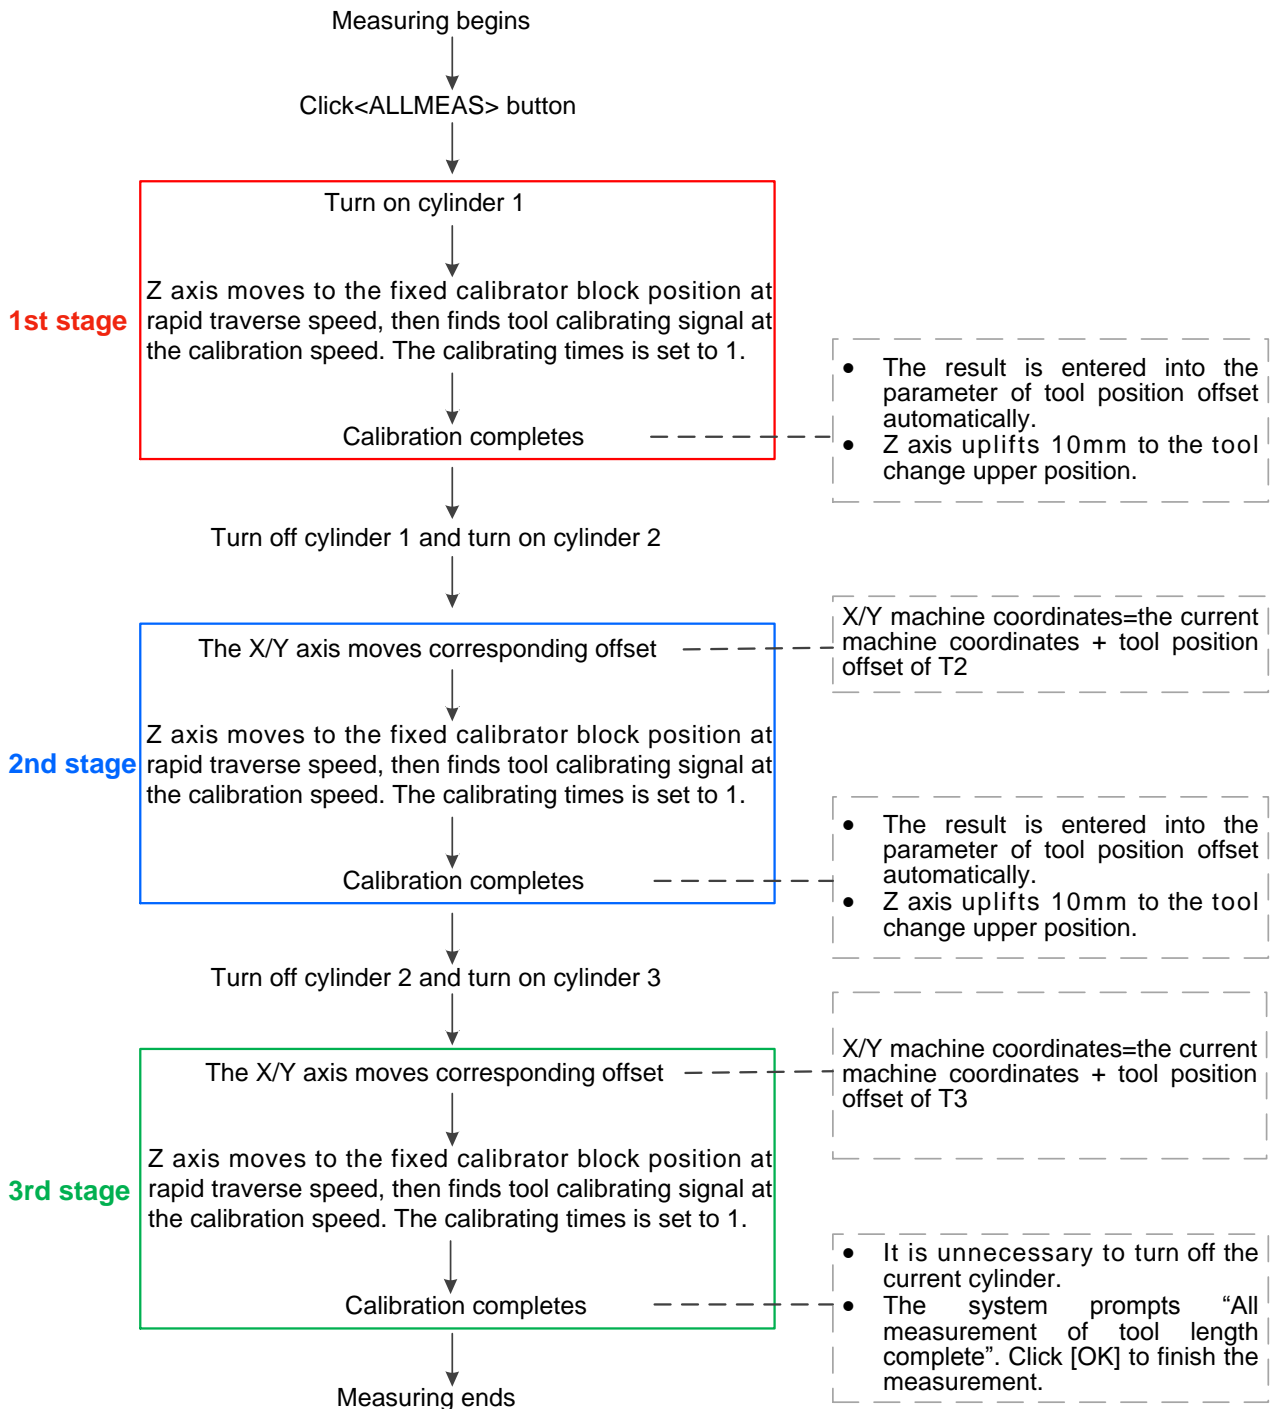 Measuring begins
Click<ALLMEAS> button
Turn on cylinder 1
1st stage
Z axis moves to the fixed calibrator block position at
rapid traverse speed, then finds tool calibrating signal at
the calibration speed. The calibrating times is set to 1.
Calibration completes
• The result is entered into the
parameter of tool position offset
automatically.
• Z axis uplifts 10mm to the tool
change upper position.
Turn off cylinder 1 and turn on cylinder 2
The X/Y axis moves corresponding offset
X/Y machine coordinates=the current
machine coordinates + tool position
offset of T2
2nd stage
Z axis moves to the fixed calibrator block position at
rapid traverse speed, then finds tool calibrating signal at
the calibration speed. The calibrating times is set to 1.
Calibration completes
• The result is entered into the
parameter of tool position offset
automatically.
• Z axis uplifts 10mm to the tool
change upper position.
Turn off cylinder 2 and turn on cylinder 3
The X/Y axis moves corresponding offset
X/Y machine coordinates=the current
machine coordinates + tool position
offset of T3
3rd stage
Z axis moves to the fixed calibrator block position at
rapid traverse speed, then finds tool calibrating signal at
the calibration speed. The calibrating times is set to 1.
Calibration completes
• It is unnecessary to turn off the
current cylinder.
• The system prompts “All
measurement of tool length
complete”. Click [OK] to finish the
measurement.
Measuring ends